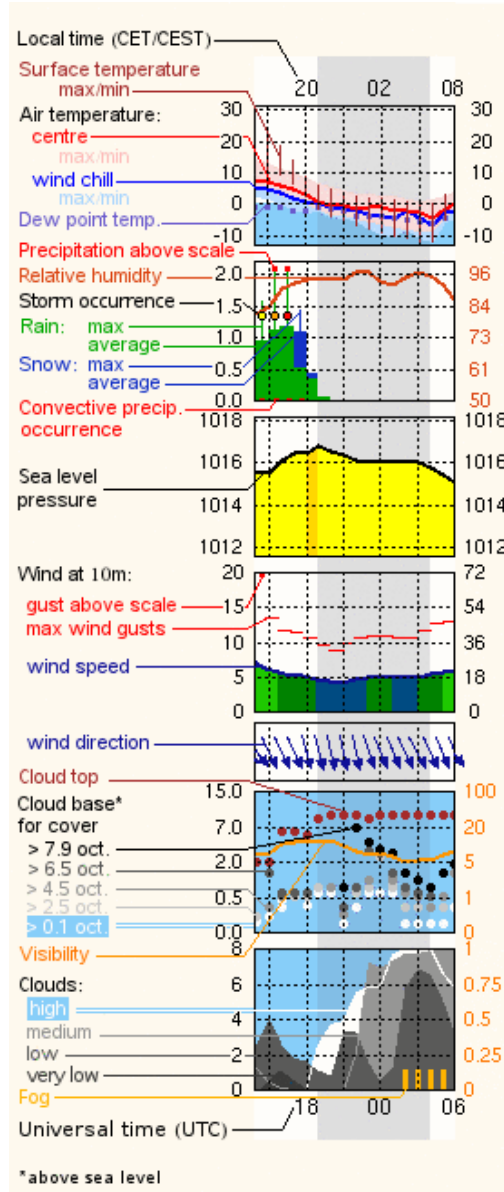 Local time (CET/CEST)
Surface temperature
max/min
20 02 08
Air temperature:
30 30
20 20
centre
max/min
10 10
wind chill
max/min
0 0
Dew point temp.
-10 -10
Precipitation above scale
Relative humidity
2.0 96
Storm occurrence
1.5 84
Rain: max
average
1.0 73
Snow: max
average
0.5 61
Convective precip.
occurrence
0.0 50
1018 1018
1016 1016
Sea level
pressure
1014 1014
1012 1012
Wind at 10m:
20 72
gust above scale
15 54
max wind gusts
10 36
wind speed
5 18
0 0
wind direction
Cloud top
15.0 100
Cloud base*
for cover
7.0 20
> 7.9 oct.
> 6.5 oct.
2.0 5
> 4.5 oct.
> 2.5 oct.
0.5 1
> 0.1 oct.
0.0 0
Visibility
8 1
Clouds:
6 0.75
high
medium
4 0.5
low
2 0.25
very low
Fog
0 0
18 00 06
Universal time (UTC)
*above sea level